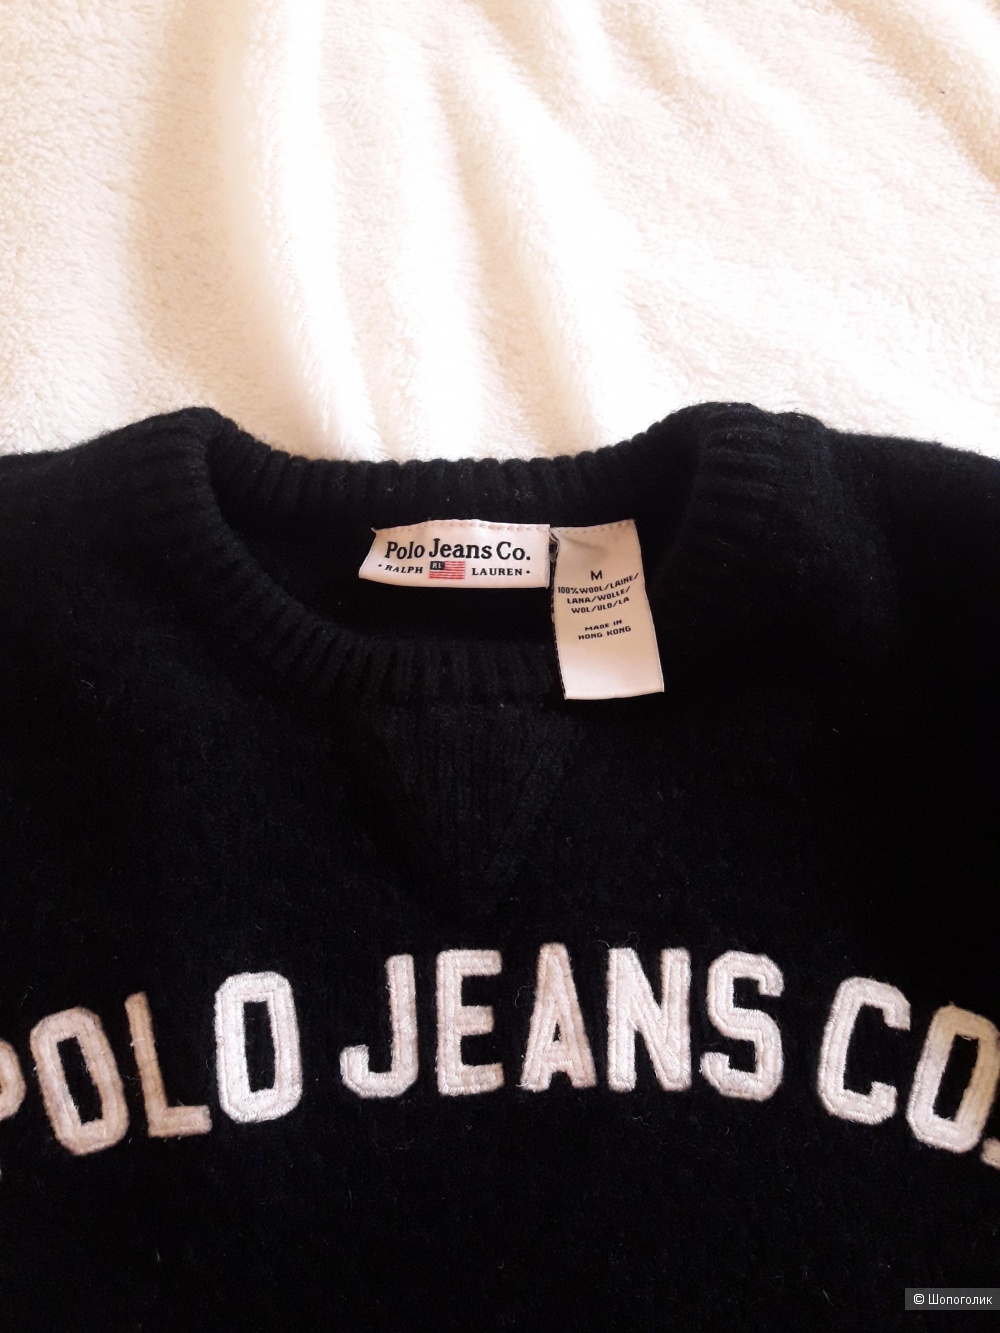 Polo Jeans Co.
• RALPH RL LAUREN •
M
100% WOOL/LAINE/
LANA/WOLLE/
WOL/ULD/LA
MADE IN
HONG KONG
POLO JEANS CO.
© Шопоголик